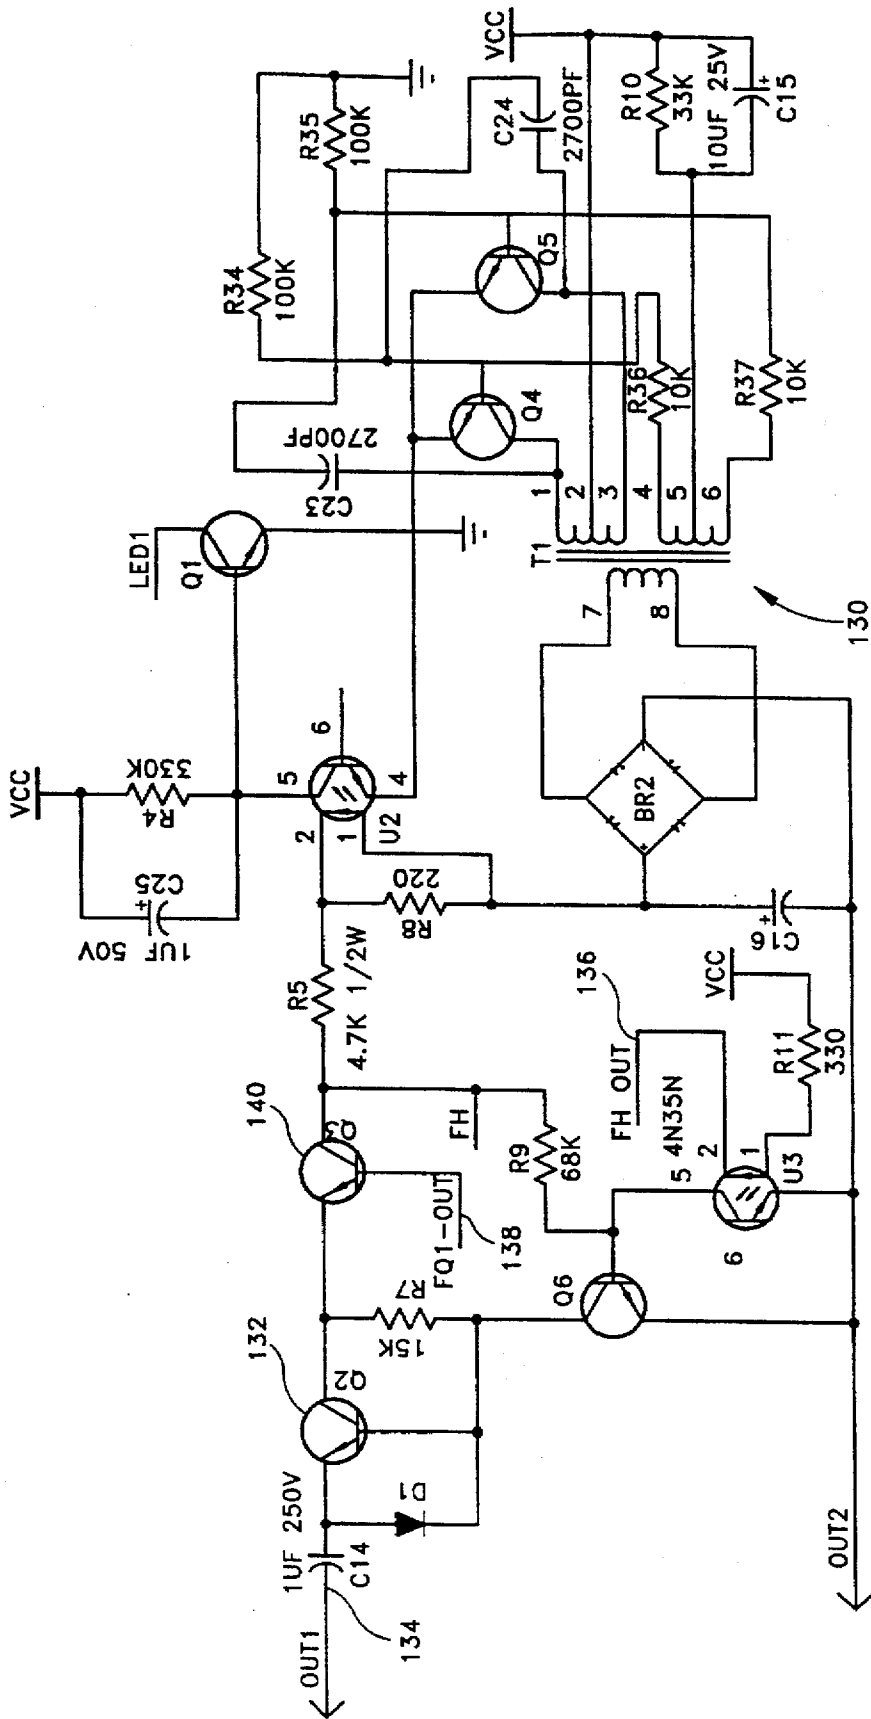 OUT1
134
1UF 250V
C14
D1
132
Q2
R7
15K
140
Q3
FQ1-OUT
138
FH
R9
68K
Q6
R5
4.7K 1/2W
136
FH OUT
4N35N
5
2
1
6
U3
VCC
R11
330
OUT2
1UF 50V
C25
VCC
R4
330K
5
6
2
1
4
U2
R8
220
C16
BR2
LED1
Q1
7
8
T1
130
C23
2700PF
1
2
3
4
5
6
Q4
Q5
R34
100K
R35
100K
R36
10K
R37
10K
C24
2700PF
VCC
R10
33K
10UF 25V
C15